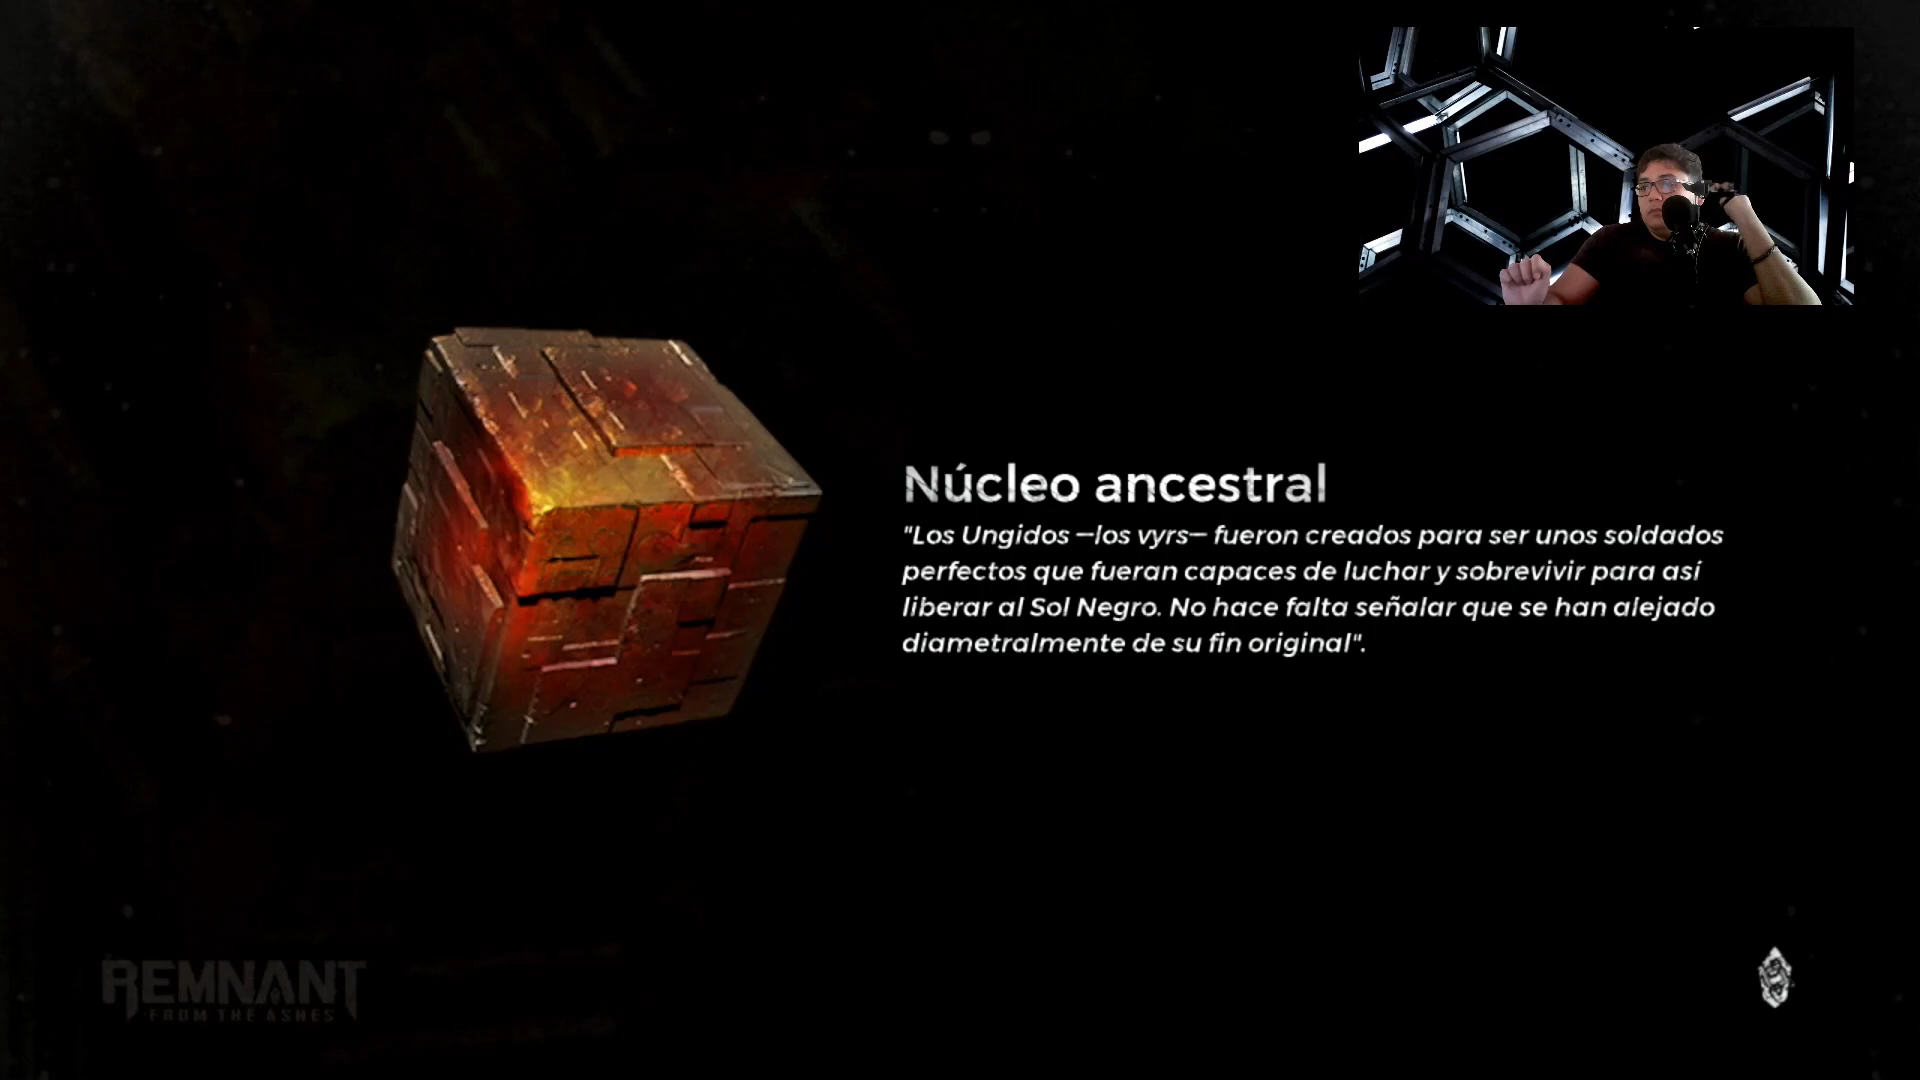 Núcleo ancestral
"Los Ungidos —los vyrs— fueron creados para ser unos soldados
perfectos que fueran capaces de luchar y sobrevivir para así
liberar al Sol Negro. No hace falta señalar que se han alejado
diametralmente de su fin original".
REMNANT
FROM THE ASHES